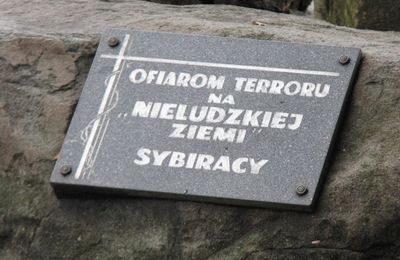 OFIAROM TERRORU
NA
„NIELUDZKIEJ
ZIEMI"
SYBIRACY